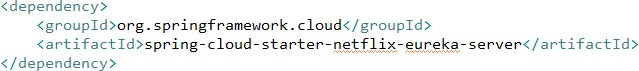 <dependency>
    <groupId>org.springframework.cloud</groupId>
    <artifactId>spring-cloud-starter-netflix-eureka-server</artifactId>
</dependency>